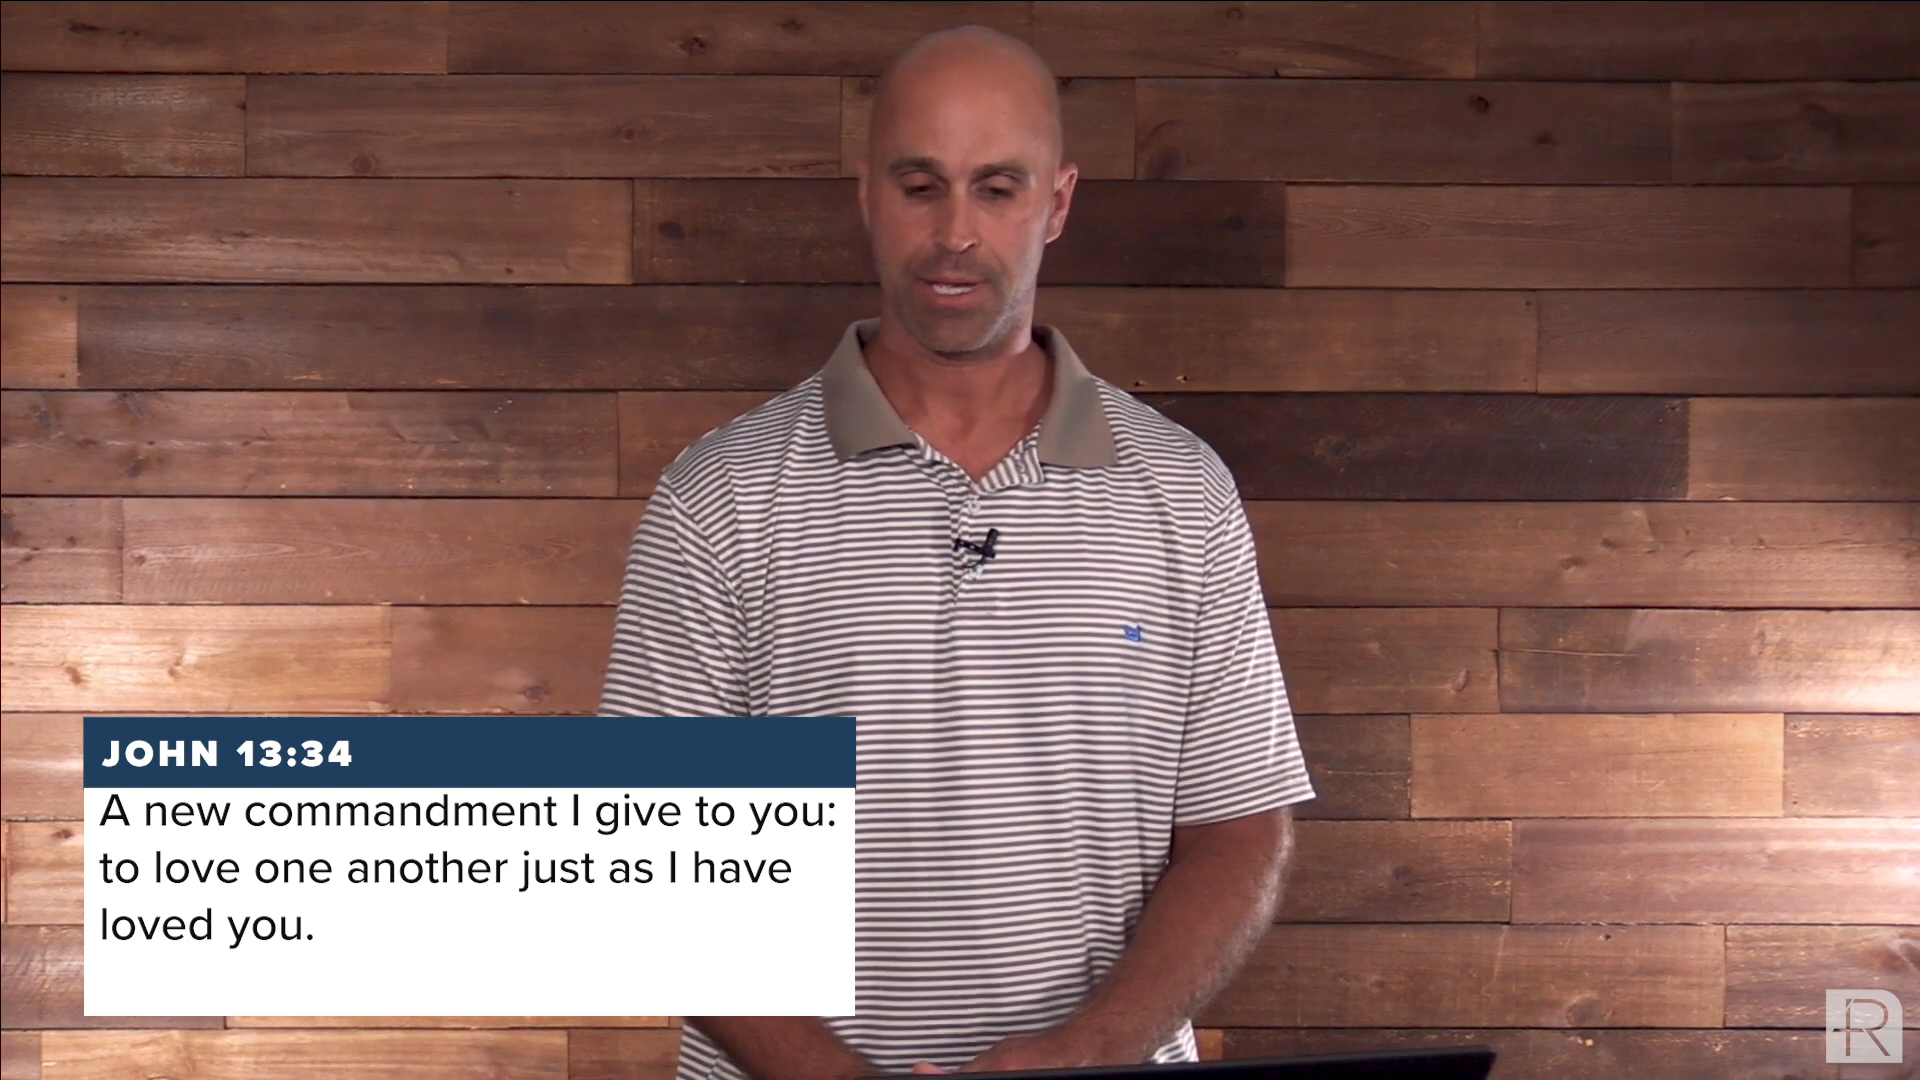 JOHN 13:34
A new commandment I give to you:
to love one another just as I have
loved you.
R